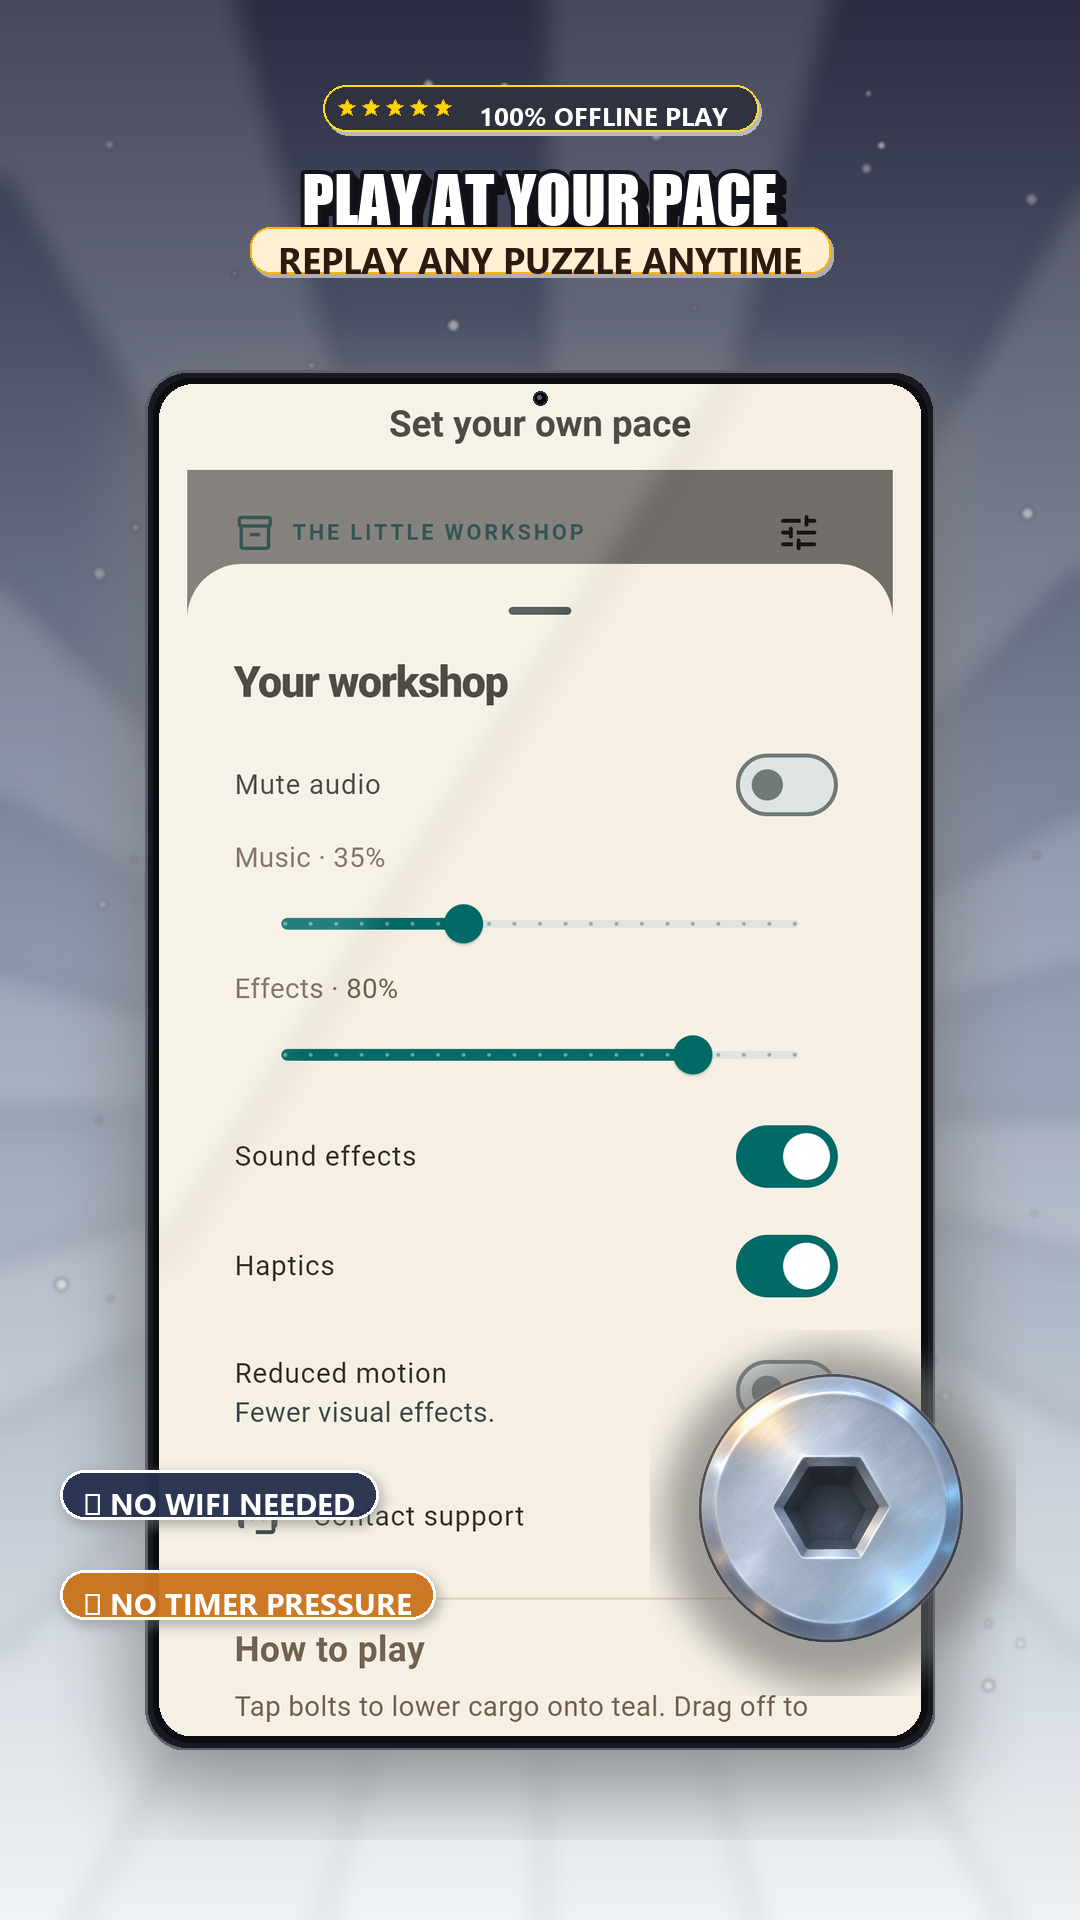 100% OFFLINE PLAY
PLAY AT YOUR PACE
REPLAY ANY PUZZLE ANYTIME
Set your own pace
THE LITTLE WORKSHOP
Your workshop
Mute audio
Music · 35%
Effects · 80%
Sound effects
Haptics
Reduced motion
Fewer visual effects.
NO WIFI NEEDED
Contact support
NO TIMER PRESSURE
How to play
Tap bolts to lower cargo onto teal. Drag off to